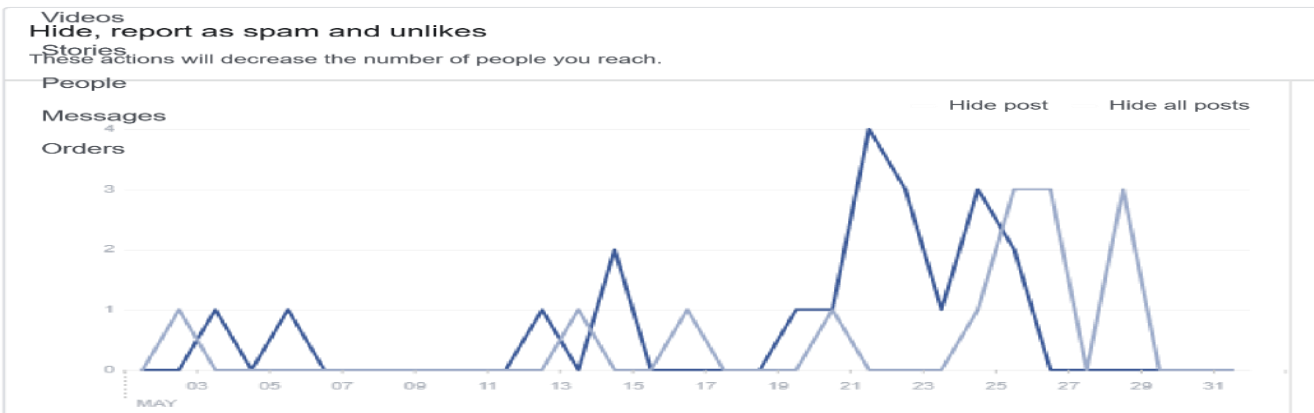 Videos
Hide, report as spam and unlikes
Stories
These actions will decrease the number of people you reach.
People
Hide post Hide all posts
Messages
4
Orders
3
2
1
0
03 05 07 09 11 13 15 17 19 21 23 25 27 29 31
MAY